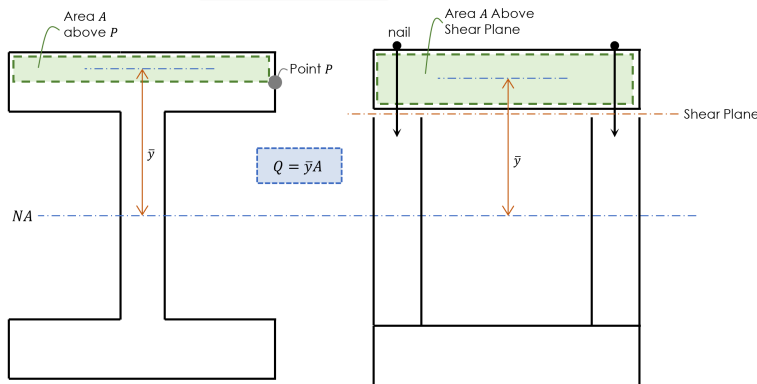 Area A
above P
Point P
ȳ
NA
Q = ȳA
nail
Area A Above
Shear Plane
Shear Plane
ȳ